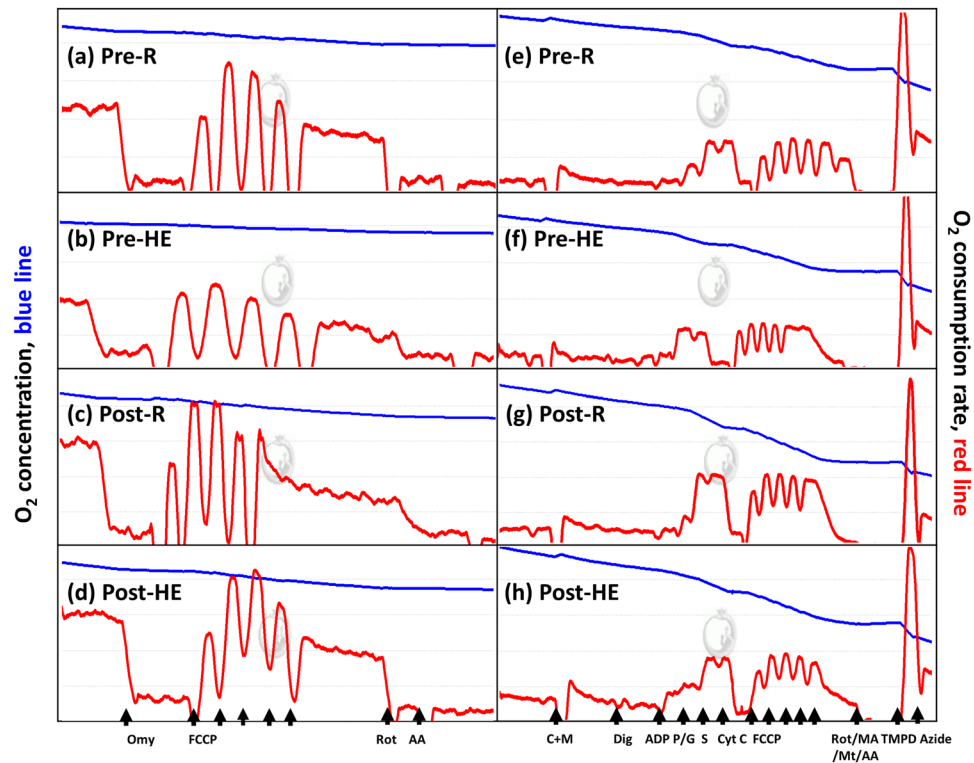 (a) Pre-R
(e) Pre-R
(b) Pre-HE
(f) Pre-HE
(c) Post-R
(g) Post-R
(d) Post-HE
(h) Post-HE
O₂ concentration, blue line
O₂ consumption rate, red line
Omy FCCP Rot AA
C+M Dig ADP P/G S Cyt C FCCP Rot/MA TMPD Azide
/Mt/AA